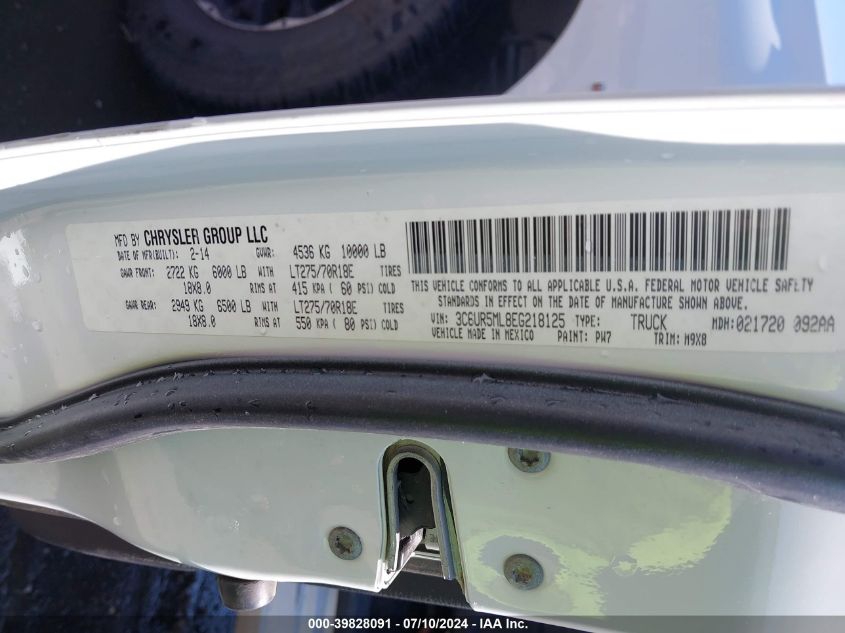 MFD BY CHRYSLER GROUP LLC
DATE OF MFR(BUILT): 2-14 GVWR: 4536 KG 10000 LB
GAWR FRONT: 2722 KG 6000 LB WITH LT275/70R18E TIRES
18X8.0 RIMS AT 415 KPA ( 60 PSI) COLD
GAWR REAR: 2949 KG 6500 LB WITH LT275/70R18E TIRES
18X8.0 RIMS AT 550 KPA ( 80 PSI) COLD
THIS VEHICLE CONFORMS TO ALL APPLICABLE U.S.A. FEDERAL MOTOR VEHICLE SAFETY
STANDARDS IN EFFECT ON THE DATE OF MANUFACTURE SHOWN ABOVE.
VIN: 3C6UR5ML8EG218125 TYPE: TRUCK MDH:021720 092AA
MADE IN MEXICO PAINT: PW7 TRIM: M9X8
000-39828091 - 07/10/2024 - IAA Inc.